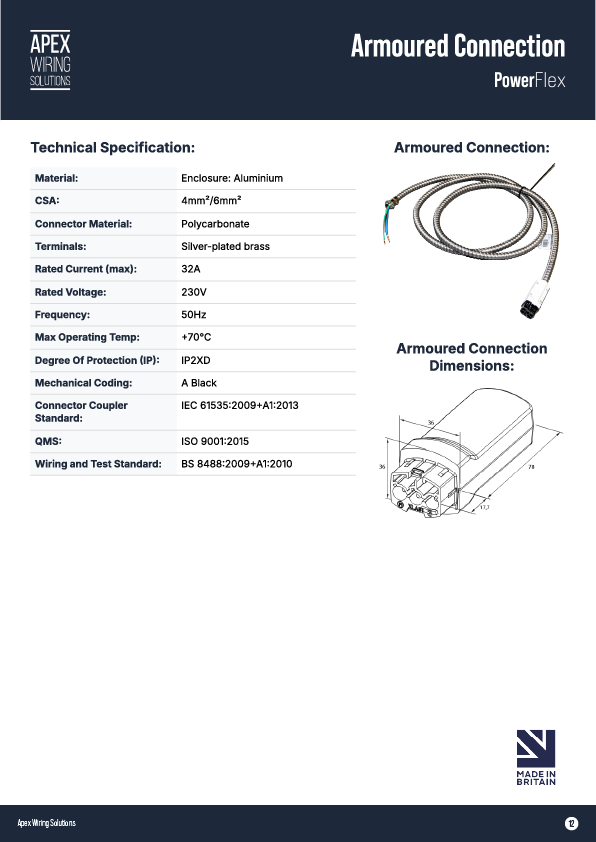 APEX
WIRING
SOLUTIONS
Armoured Connection
PowerFlex
Technical Specification:
Material: Enclosure: Aluminium
CSA: 4mm²/6mm²
Connector Material: Polycarbonate
Terminals: Silver-plated brass
Rated Current (max): 32A
Rated Voltage: 230V
Frequency: 50Hz
Max Operating Temp: +70°C
Degree Of Protection (IP): IP2XD
Mechanical Coding: A Black
Connector Coupler
Standard: IEC 61535:2009+A1:2013
QMS: ISO 9001:2015
Wiring and Test Standard: BS 8488:2009+A1:2010
Armoured Connection:
Armoured Connection
Dimensions:
36
36
78
17,7
MADE IN
BRITAIN
Apex Wiring Solutions
12